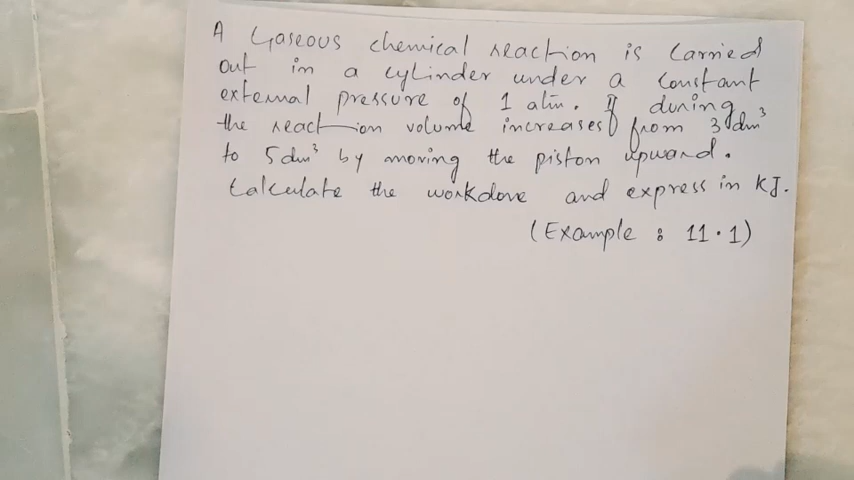 A Gaseous chemical reaction is carried
out in a cylinder under a constant
external pressure of 1 atm. If during
the reaction volume increases from 3 dm³
to 5 dm³ by moving the piston upward.
Calculate the workdone and express in KJ.
(Example : 11.1)